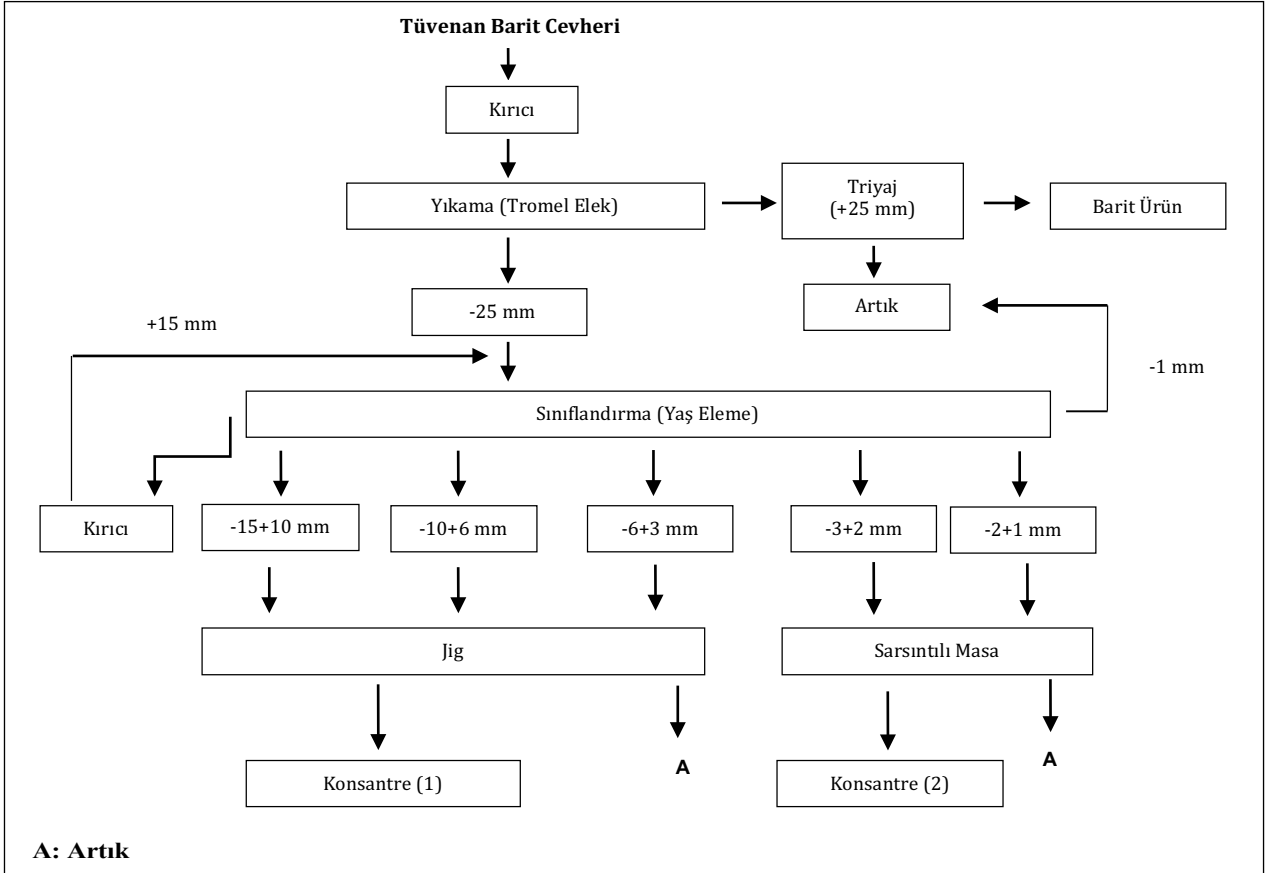 Tüvenan Barit Cevheri
Kırıcı
Yıkama (Tromel Elek)
Triyaj
(+25 mm)
Barit Ürün
-25 mm
Artık
+15 mm
-1 mm
Sınıflandırma (Yaş Eleme)
Kırıcı
-15+10 mm
-10+6 mm
-6+3 mm
-3+2 mm
-2+1 mm
Jig
Sarsıntılı Masa
Konsantre (1)
A
Konsantre (2)
A
A: Artık